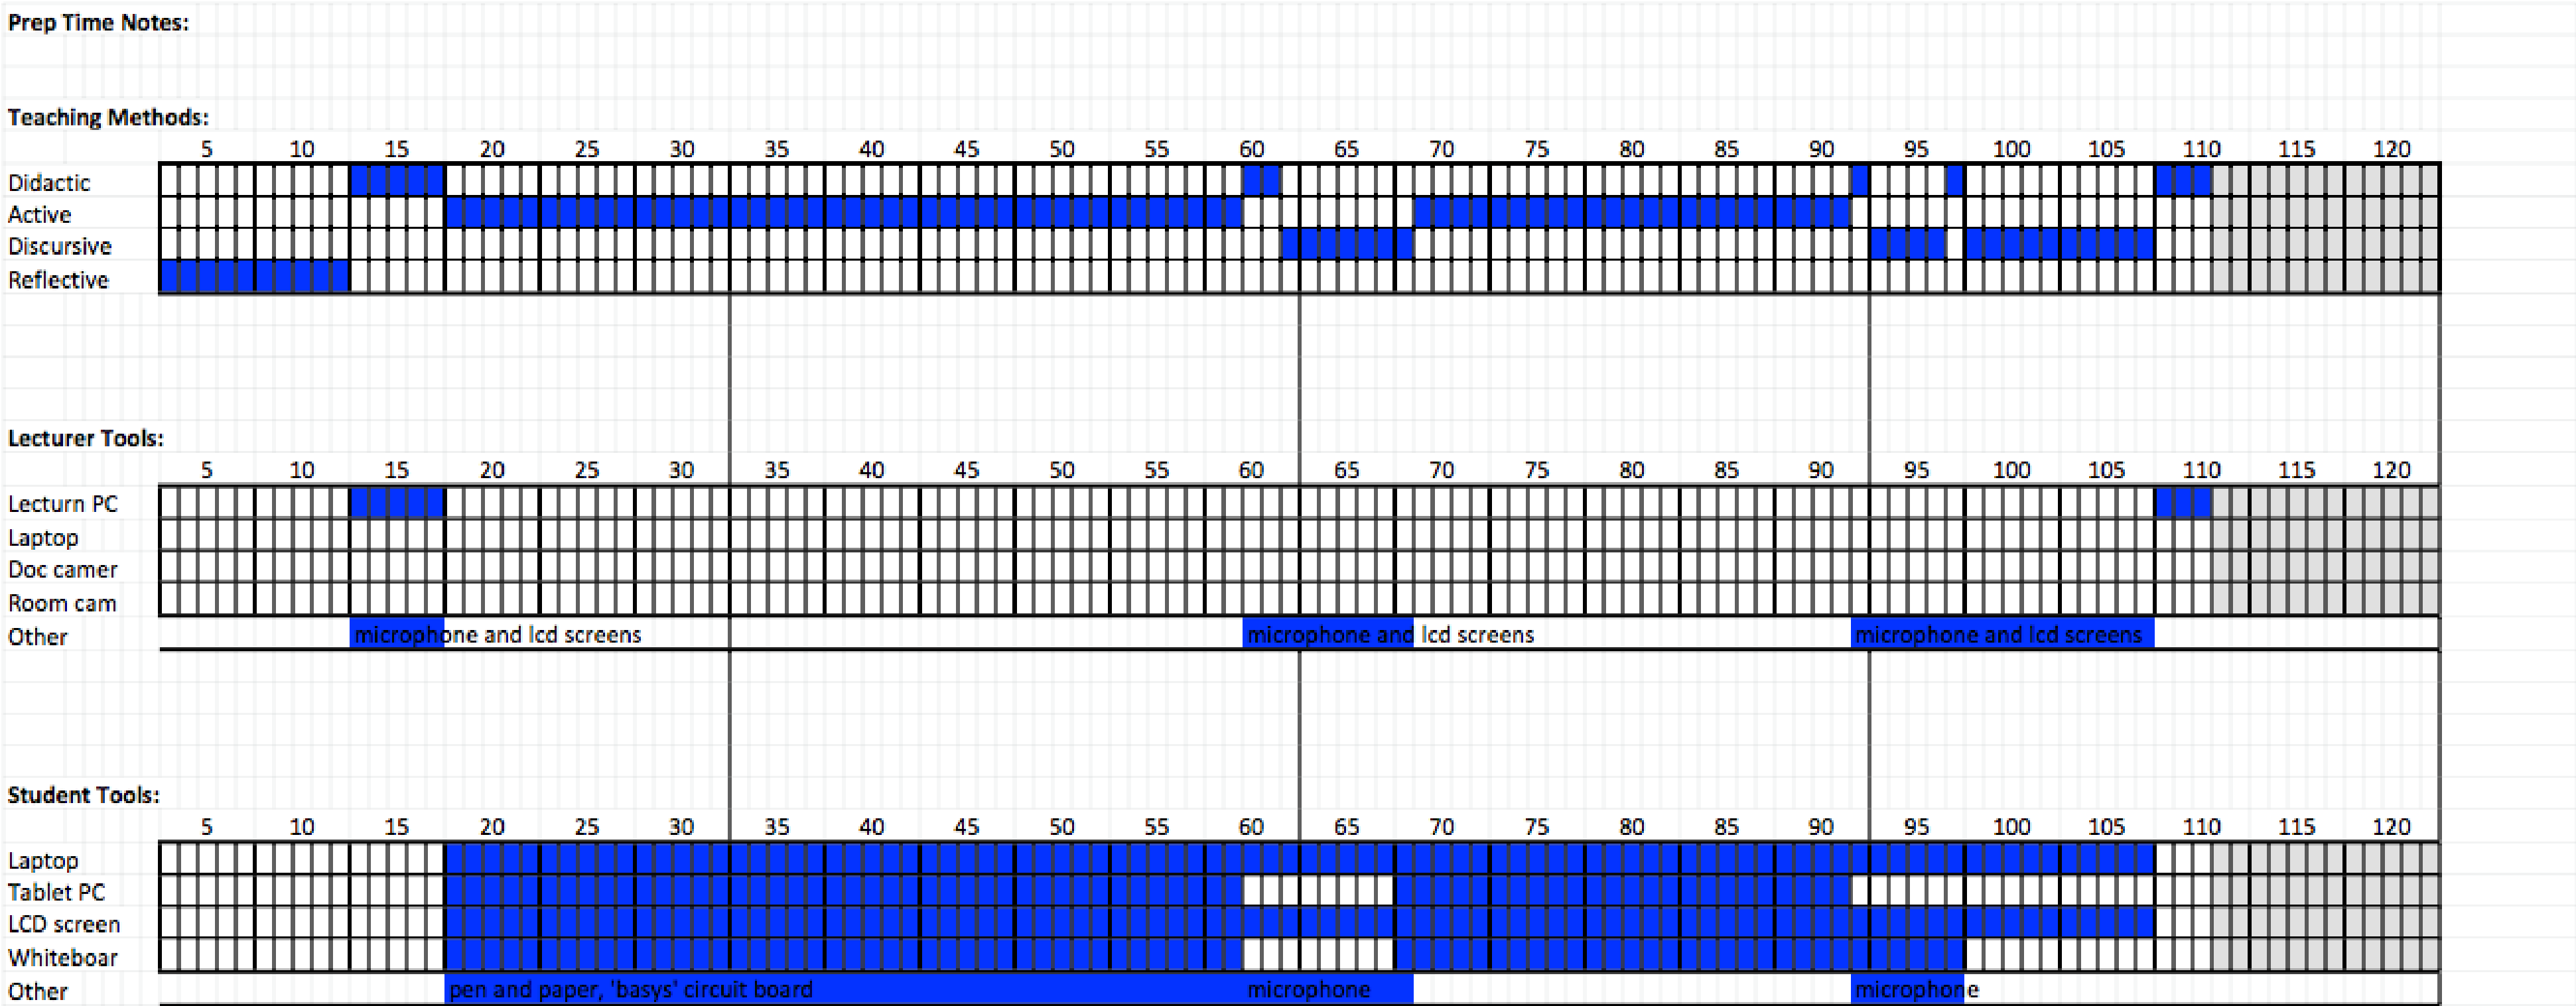 Prep Time Notes:
Teaching Methods:
5 10 15 20 25 30 35 40 45 50 55 60 65 70 75 80 85 90 95 100 105 110 115 120
Didactic
Active
Discursive
Reflective
Lecturer Tools:
5 10 15 20 25 30 35 40 45 50 55 60 65 70 75 80 85 90 95 100 105 110 115 120
Lecturn PC
Laptop
Doc camer
Room cam
Other microphone and lcd screens microphone and lcd screens microphone and lcd screens
Student Tools:
5 10 15 20 25 30 35 40 45 50 55 60 65 70 75 80 85 90 95 100 105 110 115 120
Laptop
Tablet PC
LCD screen
Whiteboar
Other pen and paper, 'basys' circuit board microphone microphone